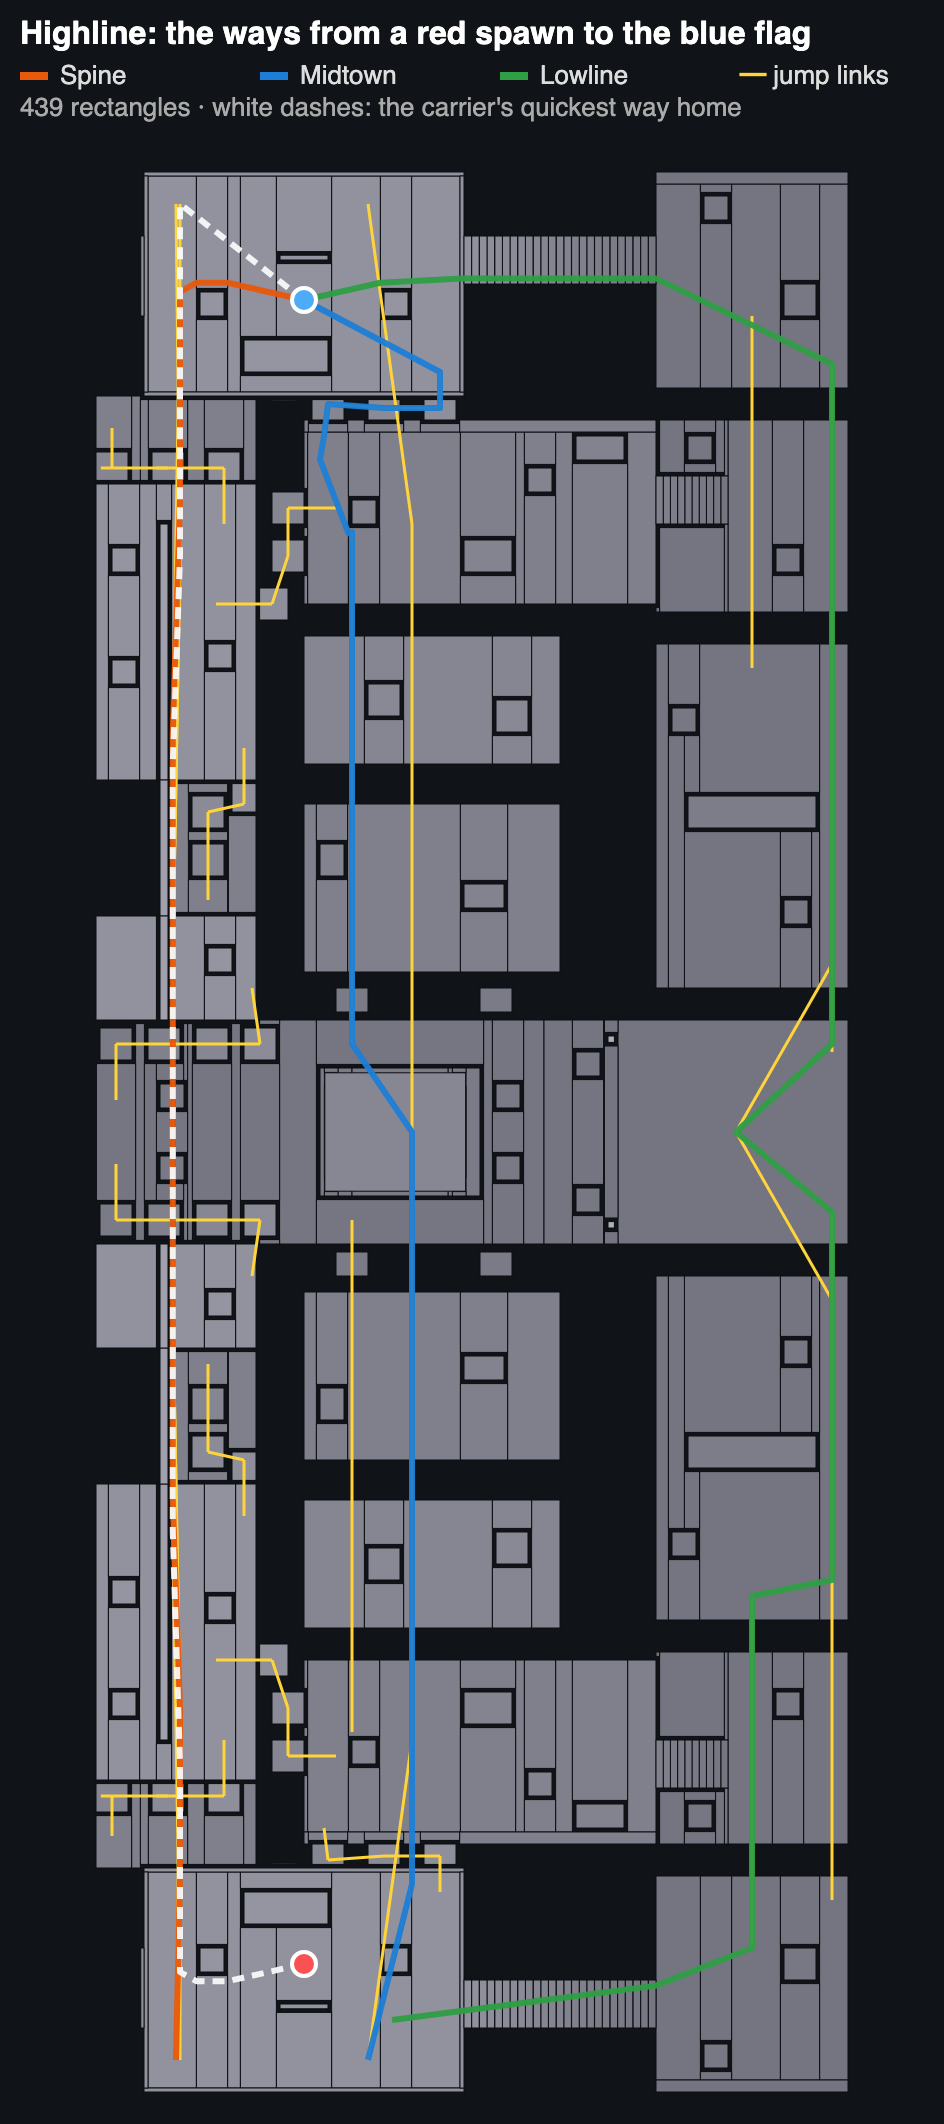 Highline: the ways from a red spawn to the blue flag
Spine Midtown Lowline jump links
439 rectangles · white dashes: the carrier's quickest way home